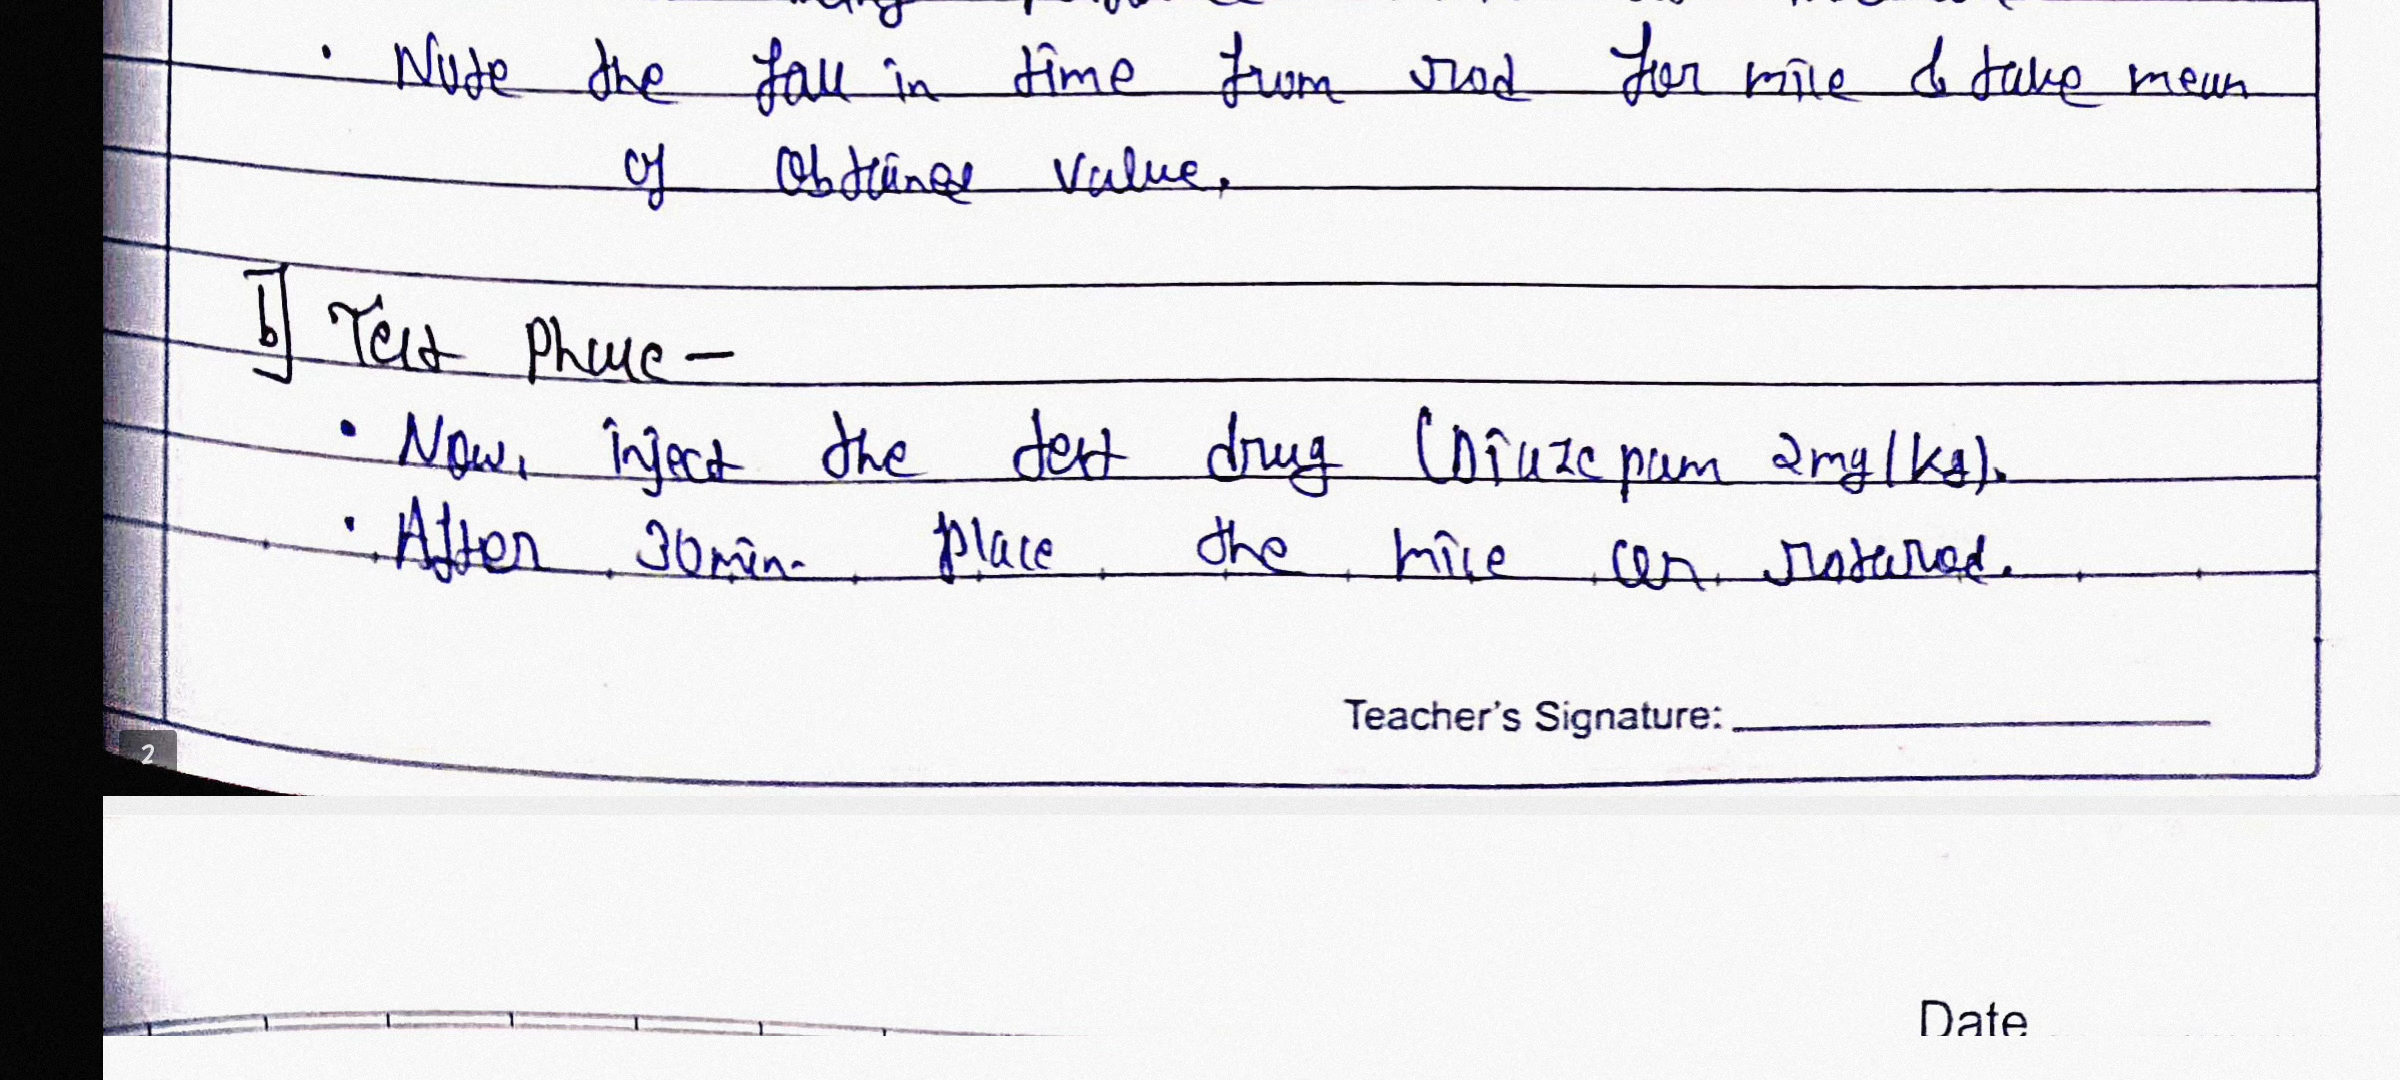 • Note the fall in time from rod for mice & take mean
of obtained value.
b] Test Phase -
• Now, inject the test drug (Diazepam 2mg/kg).
• After 30min. place the mice on rotarod.
Teacher's Signature:
2
Date